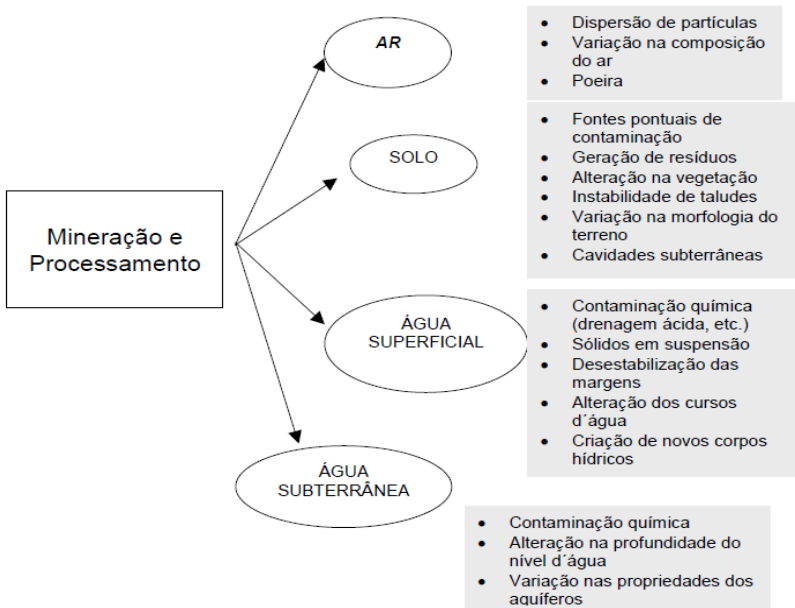 AR
• Dispersão de partículas
• Variação na composição
do ar
• Poeira
SOLO
• Fontes pontuais de
contaminação
• Geração de resíduos
• Alteração na vegetação
• Instabilidade de taludes
• Variação na morfologia do
terreno
• Cavidades subterrâneas
Mineração e
Processamento
ÁGUA
SUPERFICIAL
• Contaminação química
(drenagem ácida, etc.)
• Sólidos em suspensão
• Desestabilização das
margens
• Alteração dos cursos
d´água
• Criação de novos corpos
hídricos
ÁGUA
SUBTERRÂNEA
• Contaminação química
• Alteração na profundidade do
nível d´água
• Variação nas propriedades dos
aquíferos